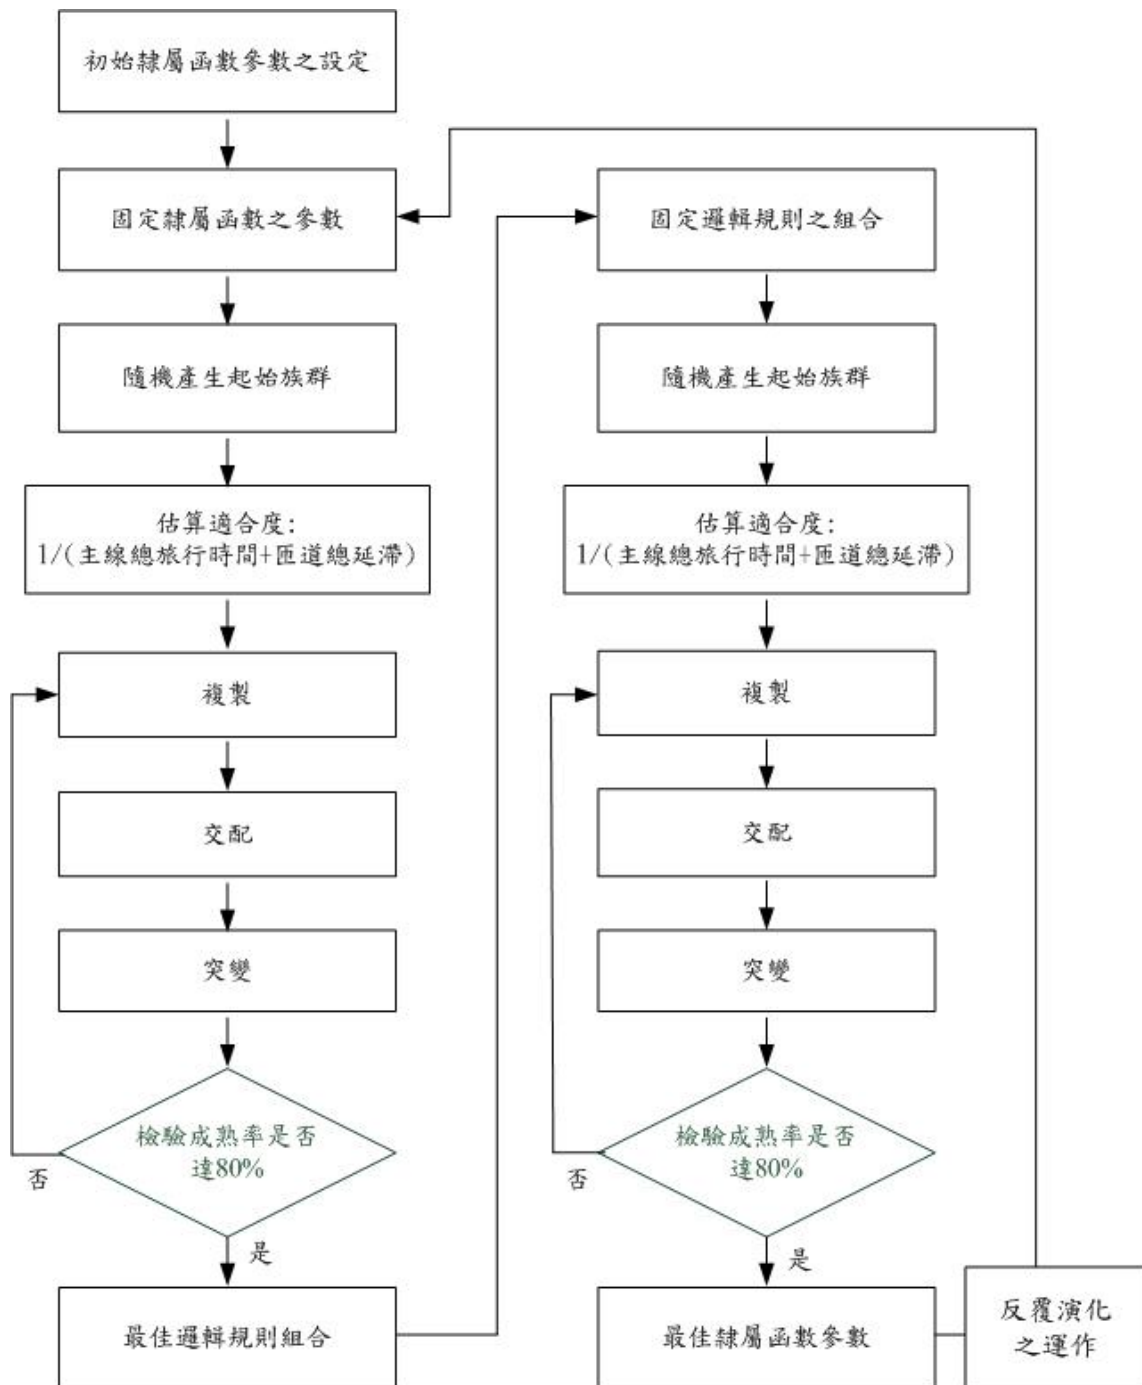 初始隸屬函數參數之設定
固定隸屬函數之參數
隨機產生起始族群
估算適合度:
1/(主線總旅行時間+匝道總延滯)
複製
交配
突變
檢驗成熟率是否
達80%
否
是
最佳邏輯規則組合
固定邏輯規則之組合
隨機產生起始族群
估算適合度:
1/(主線總旅行時間+匝道總延滯)
複製
交配
突變
檢驗成熟率是否
達80%
否
是
最佳隸屬函數參數
反覆演化
之運作